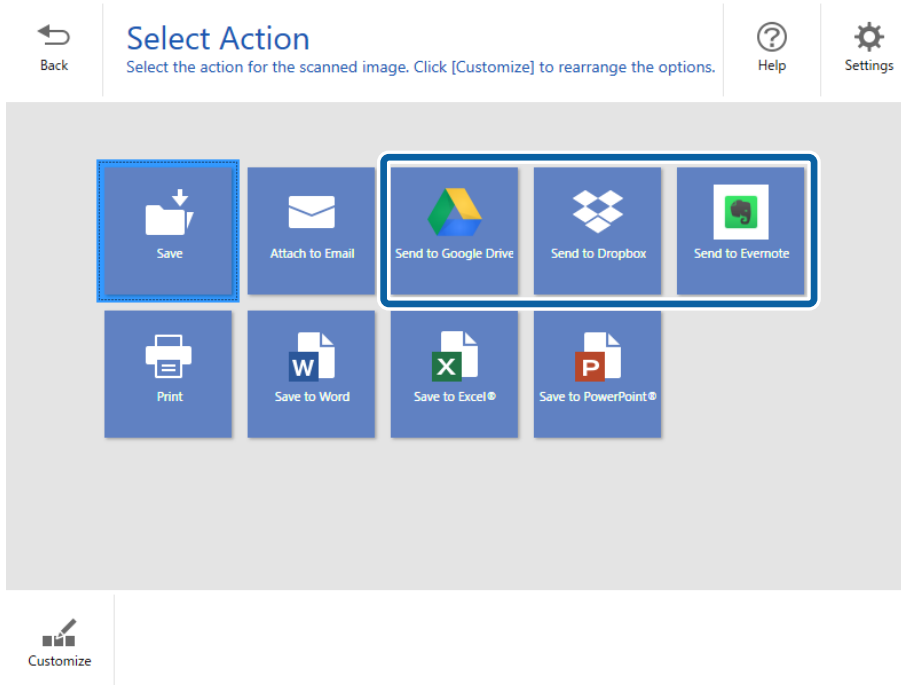 Back
Select Action
Select the action for the scanned image. Click [Customize] to rearrange the options.
Help
Settings
Save
Attach to Email
Send to Google Drive
Send to Dropbox
Send to Evernote
Print
W
Save to Word
X
Save to Excel®
P
Save to PowerPoint®
Customize